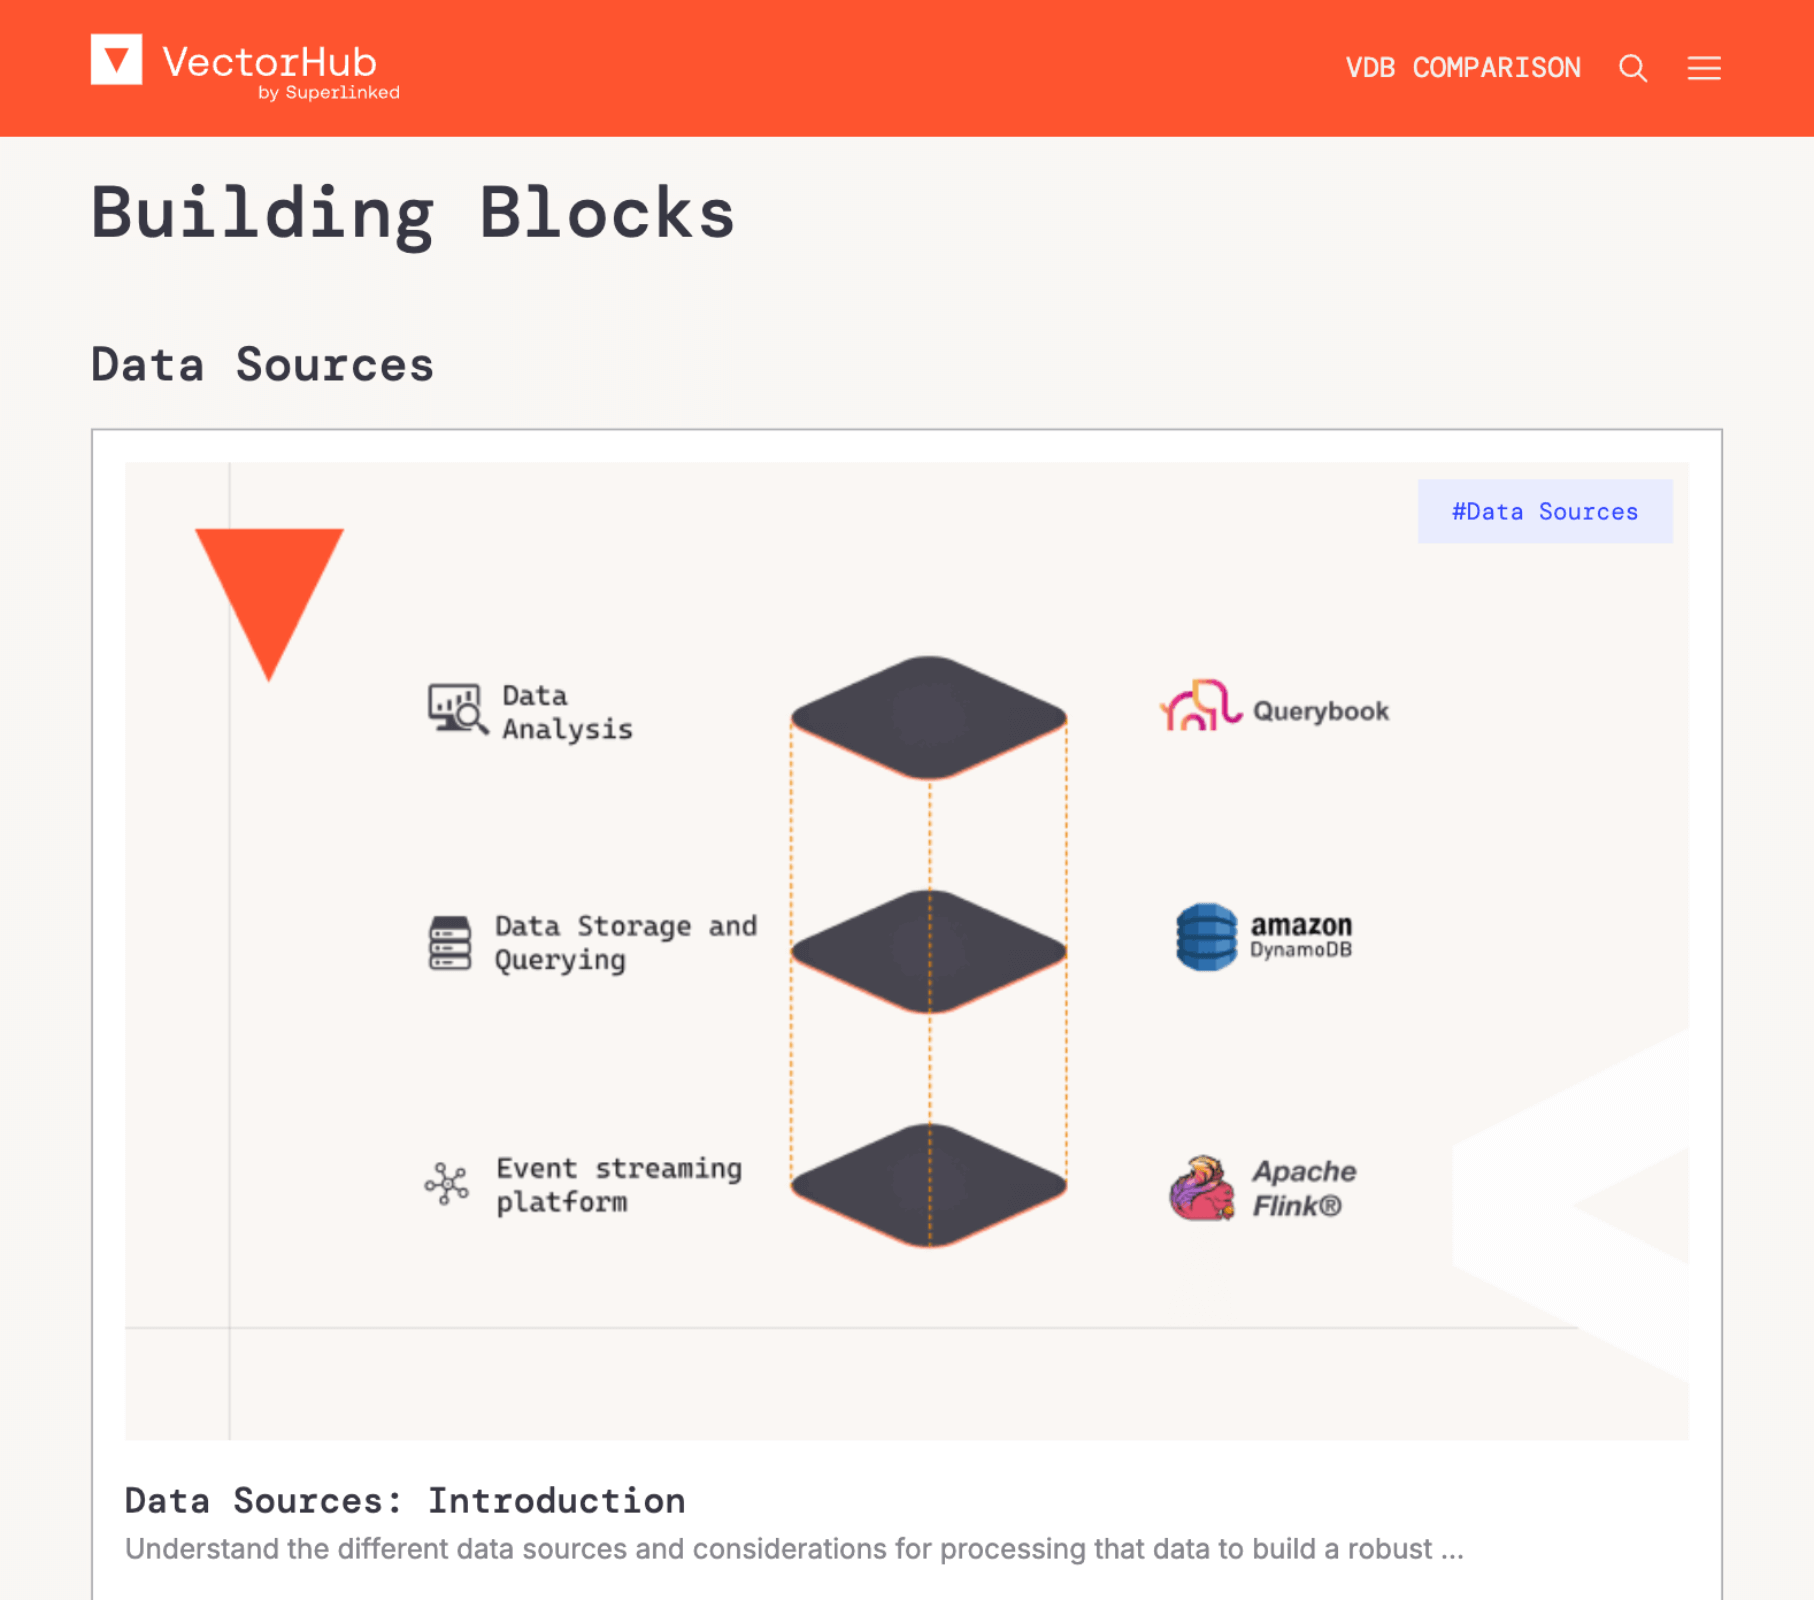 VectorHub
by Superlinked
VDB COMPARISON
Building Blocks
Data Sources
#Data Sources
Data
Analysis
Querybook
Data Storage and
Querying
amazon
DynamoDB
Event streaming
platform
Apache
Flink®
Data Sources: Introduction
Understand the different data sources and considerations for processing that data to build a robust ...